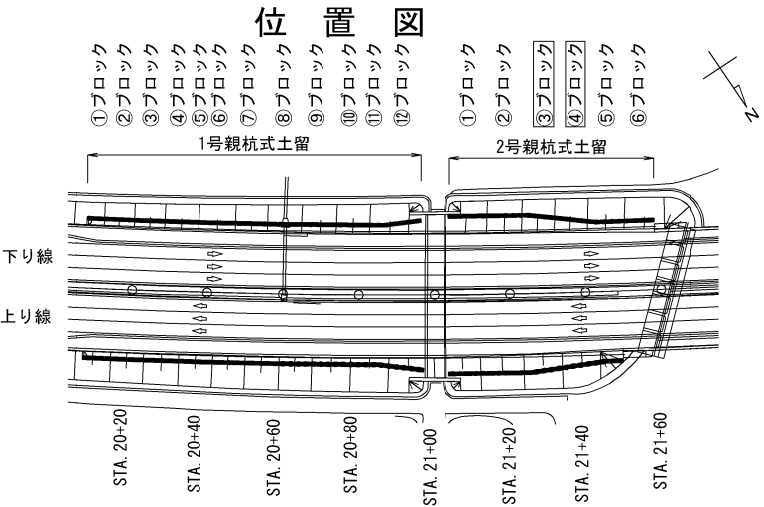 位置図
①ブロック
②ブロック
③ブロック
④ブロック
⑤ブロック
⑥ブロック
⑦ブロック
⑧ブロック
⑨ブロック
⑩ブロック
⑪ブロック
⑫ブロック
①ブロック
②ブロック
③ブロック
④ブロック
⑤ブロック
⑥ブロック
1号親杭式土留
2号親杭式土留
N
下り線
上り線
STA. 20+20
STA. 20+40
STA. 20+60
STA. 20+80
STA. 21+00
STA. 21+20
STA. 21+40
STA. 21+60